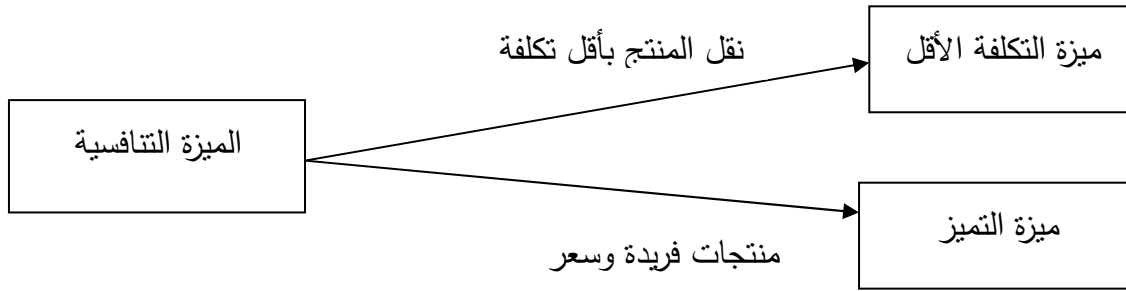 ميزة التكلفة الأقل
نقل المنتج بأقل تكلفة
الميزة التنافسية
ميزة التميز
منتجات فريدة وسعر